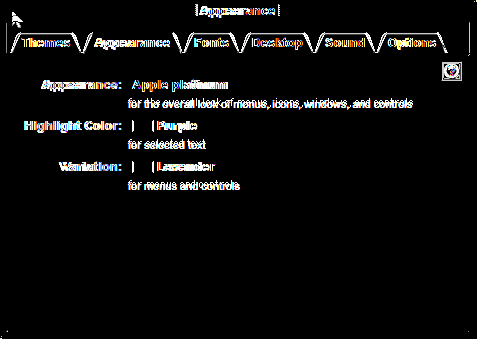 Appearance
Themes Appearance Fonts Desktop Sound Options
Appearance: Apple platinum
for the overall look of menus, icons, windows, and controls
Highlight Color: Purple
for selected text
Variation: Lavender
for menus and controls